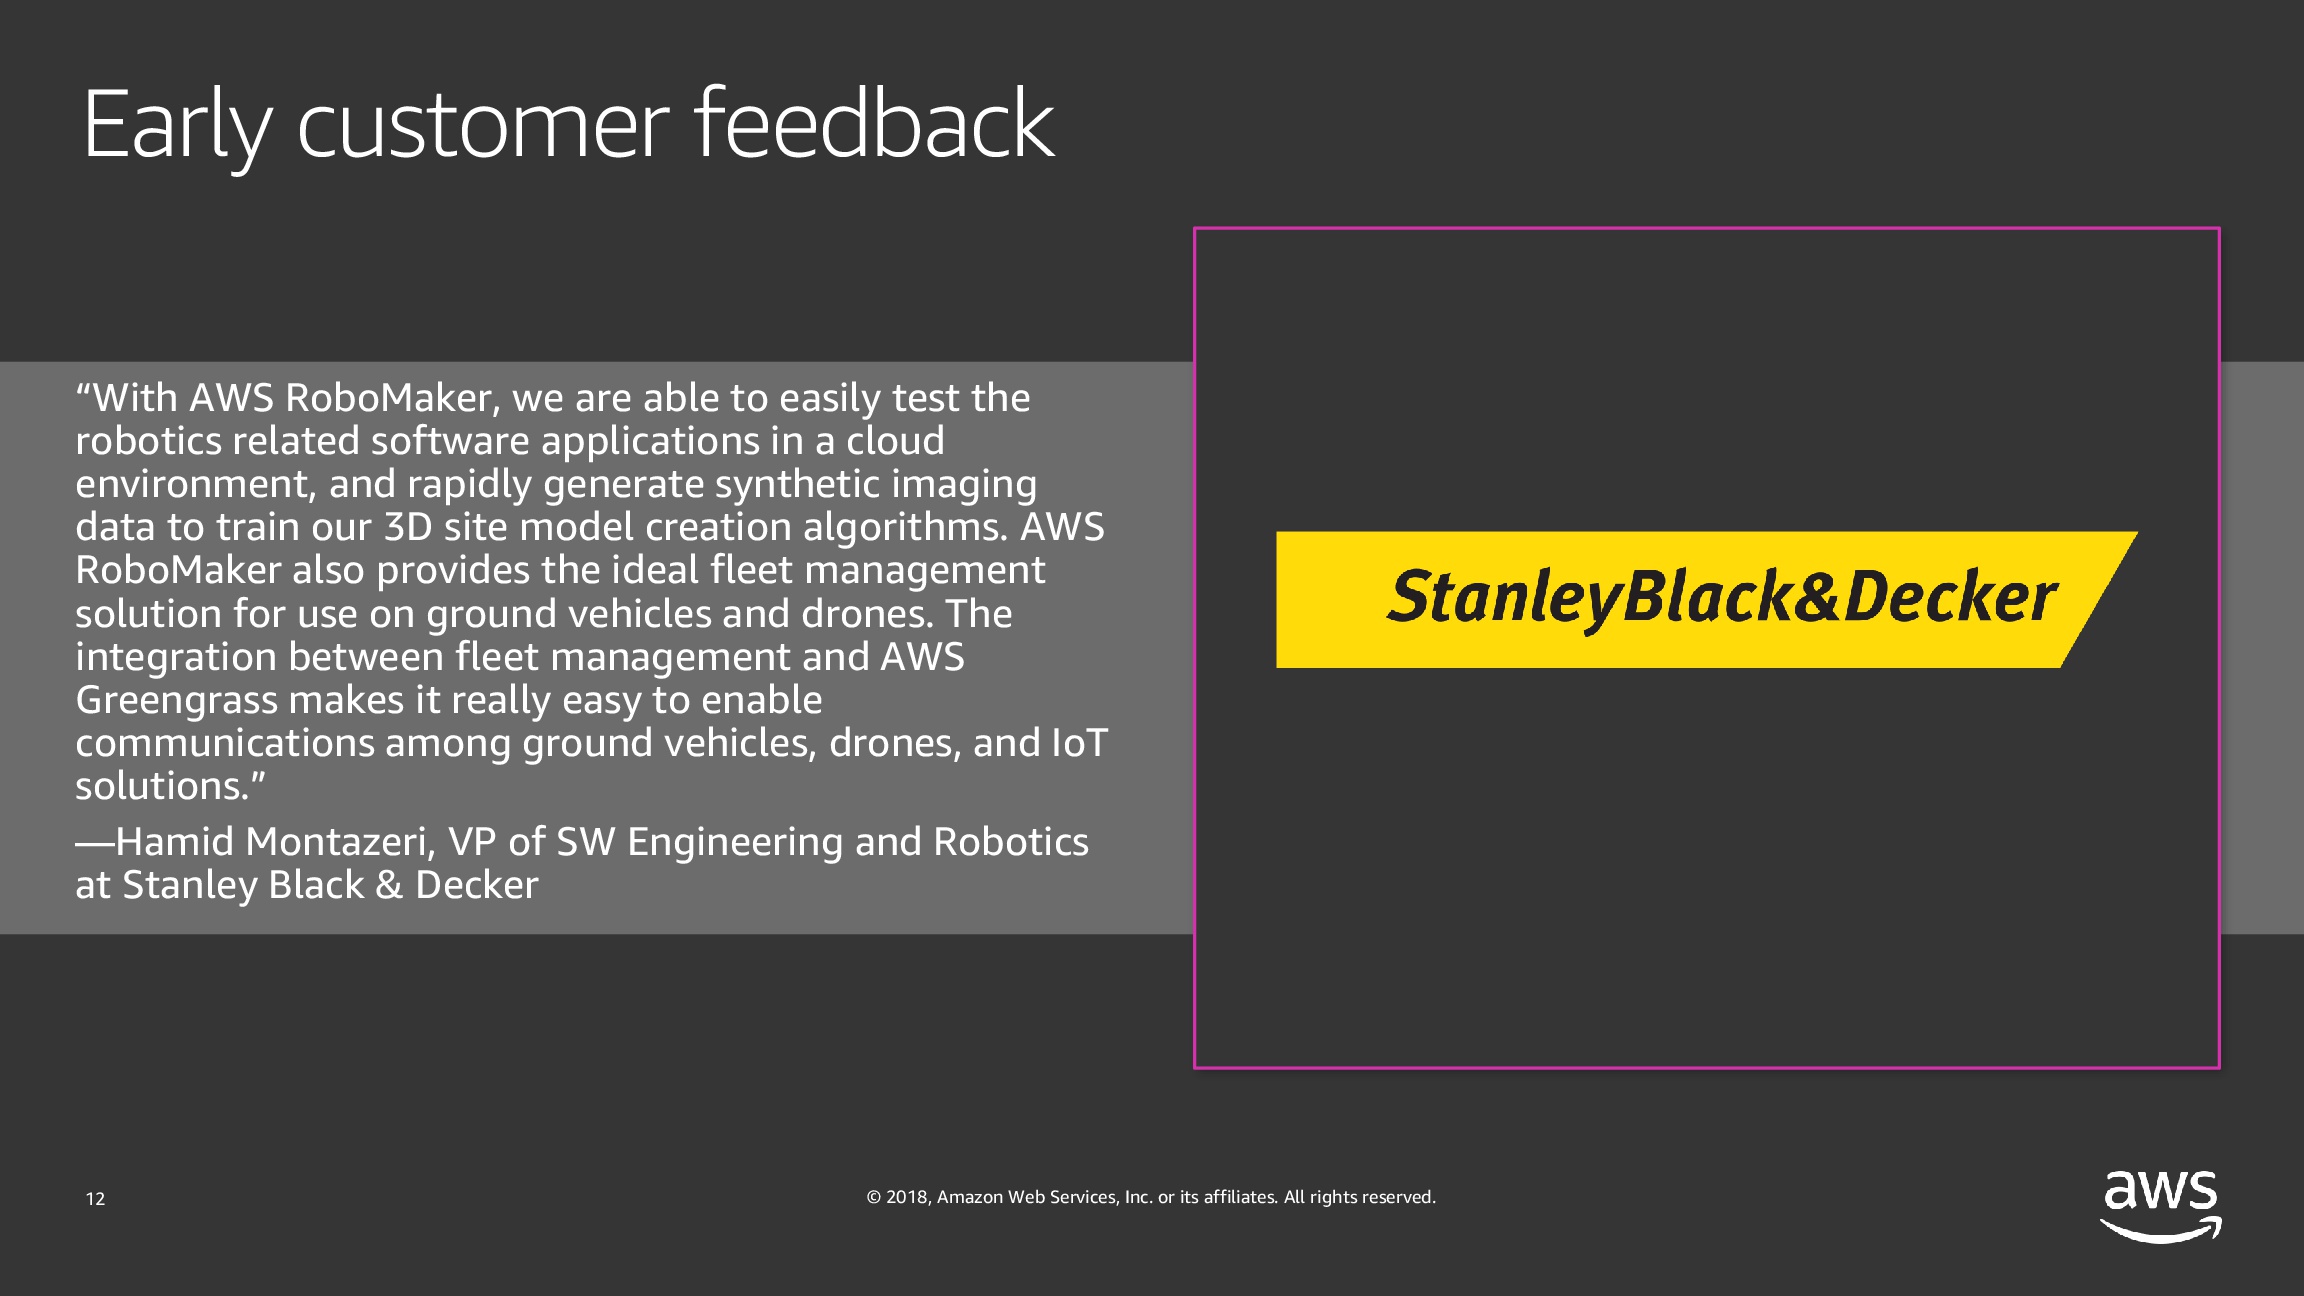 Early customer feedback
“With AWS RoboMaker, we are able to easily test the
robotics related software applications in a cloud
environment, and rapidly generate synthetic imaging
data to train our 3D site model creation algorithms. AWS
RoboMaker also provides the ideal fleet management
solution for use on ground vehicles and drones. The
integration between fleet management and AWS
Greengrass makes it really easy to enable
communications among ground vehicles, drones, and IoT
solutions.”
—Hamid Montazeri, VP of SW Engineering and Robotics
at Stanley Black & Decker
StanleyBlack&Decker
12
© 2018, Amazon Web Services, Inc. or its affiliates. All rights reserved.
aws